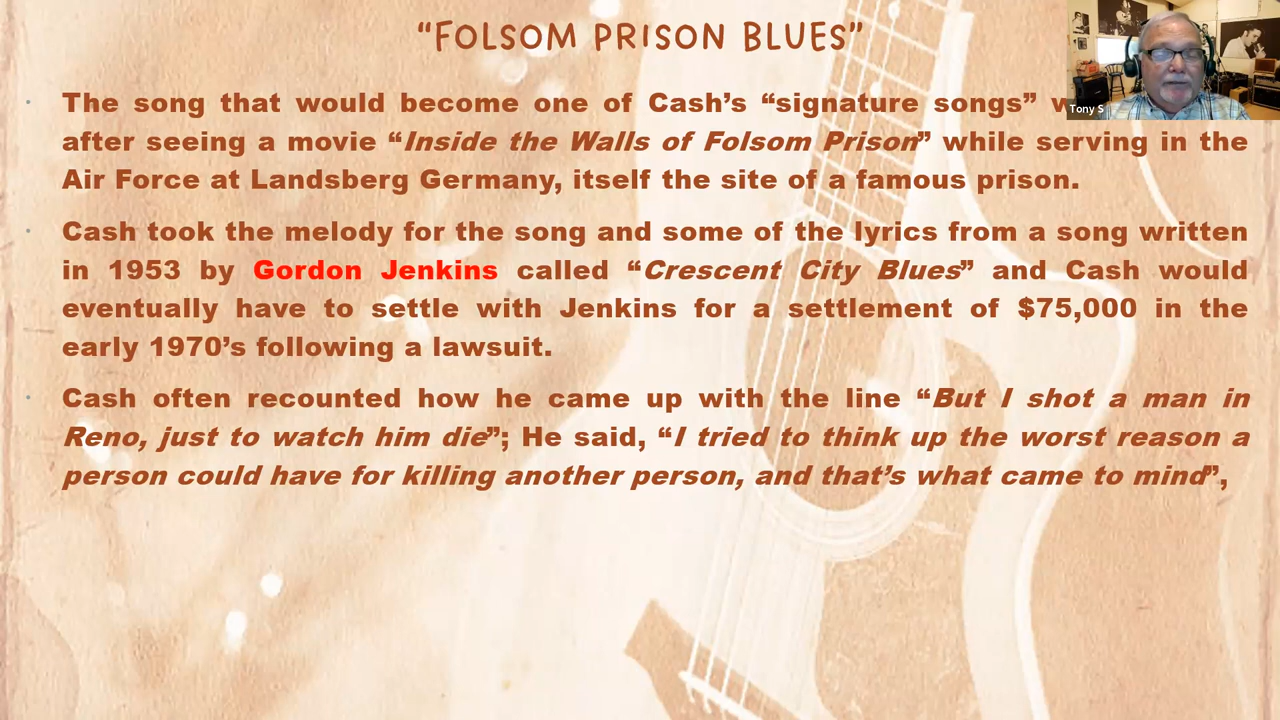 “FOLSOM PRISON BLUES”
Tony S
· The song that would become one of Cash’s “signature songs”
after seeing a movie “Inside the Walls of Folsom Prison” while serving in the
Air Force at Landsberg Germany, itself the site of a famous prison.
· Cash took the melody for the song and some of the lyrics from a song written
in 1953 by Gordon Jenkins called “Crescent City Blues” and Cash would
eventually have to settle with Jenkins for a settlement of $75,000 in the
early 1970’s following a lawsuit.
· Cash often recounted how he came up with the line “But I shot a man in
Reno, just to watch him die”; He said, “I tried to think up the worst reason a
person could have for killing another person, and that’s what came to mind”,